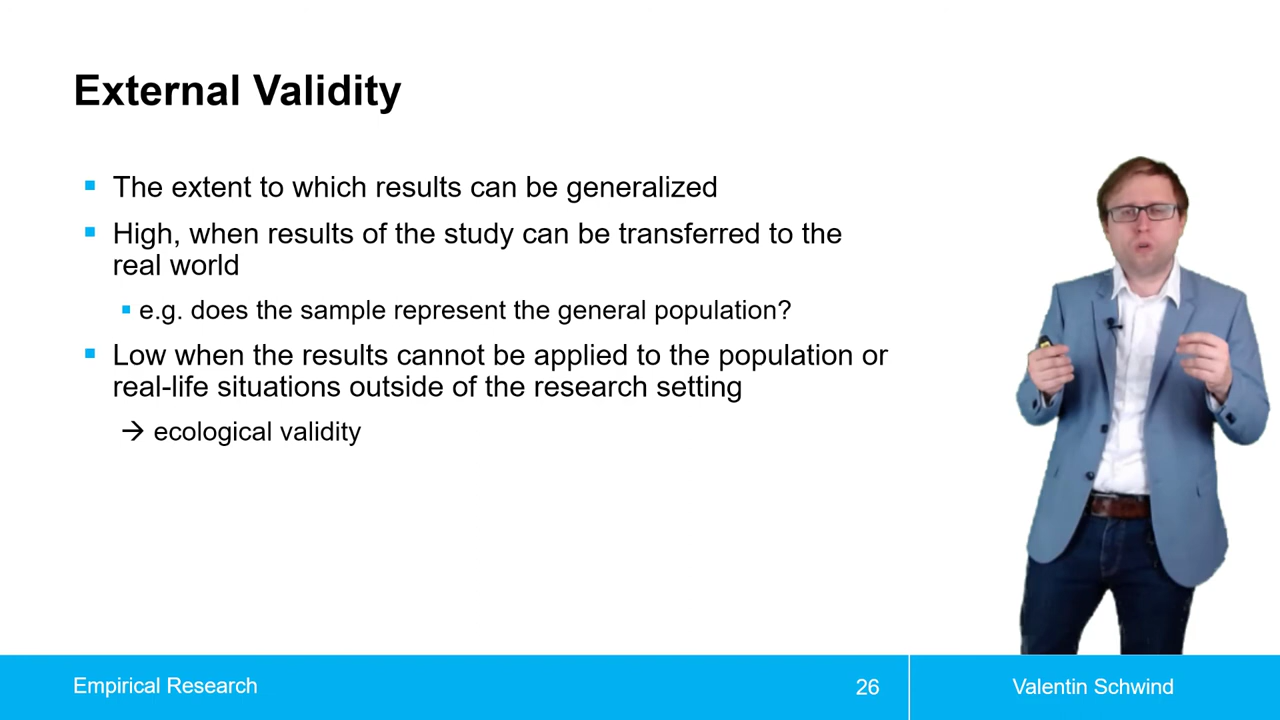 External Validity
The extent to which results can be generalized
High, when results of the study can be transferred to the
real world
e.g. does the sample represent the general population?
Low when the results cannot be applied to the population or
real-life situations outside of the research setting
→ ecological validity
Empirical Research
26
Valentin Schwind